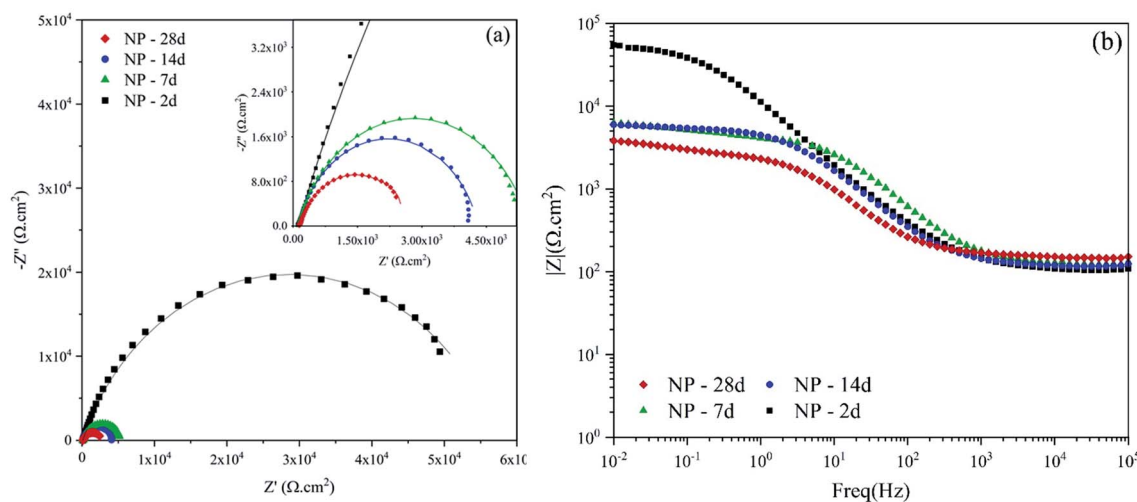 (a)
NP - 28d
NP - 14d
NP - 7d
NP - 2d
5x10⁴
4x10⁴
3x10⁴
2x10⁴
1x10⁴
0
-Z'' (Ω.cm²)
0
1x10⁴
2x10⁴
3x10⁴
4x10⁴
5x10⁴
6x10
Z' (Ω.cm²)
3.2x10³
2.4x10³
1.6x10³
8.0x10²
0.0
-Z'' (Ω.cm²)
0.00
1.50x10³
3.00x10³
4.50x10³
Z' (Ω.cm²)
(b)
10⁵
10⁴
10³
10²
10¹
10⁰
|Z|(Ω.cm²)
NP - 28d
NP - 14d
NP - 7d
NP - 2d
10⁻²
10⁻¹
10⁰
10¹
10²
10³
10⁴
10⁵
Freq(Hz)